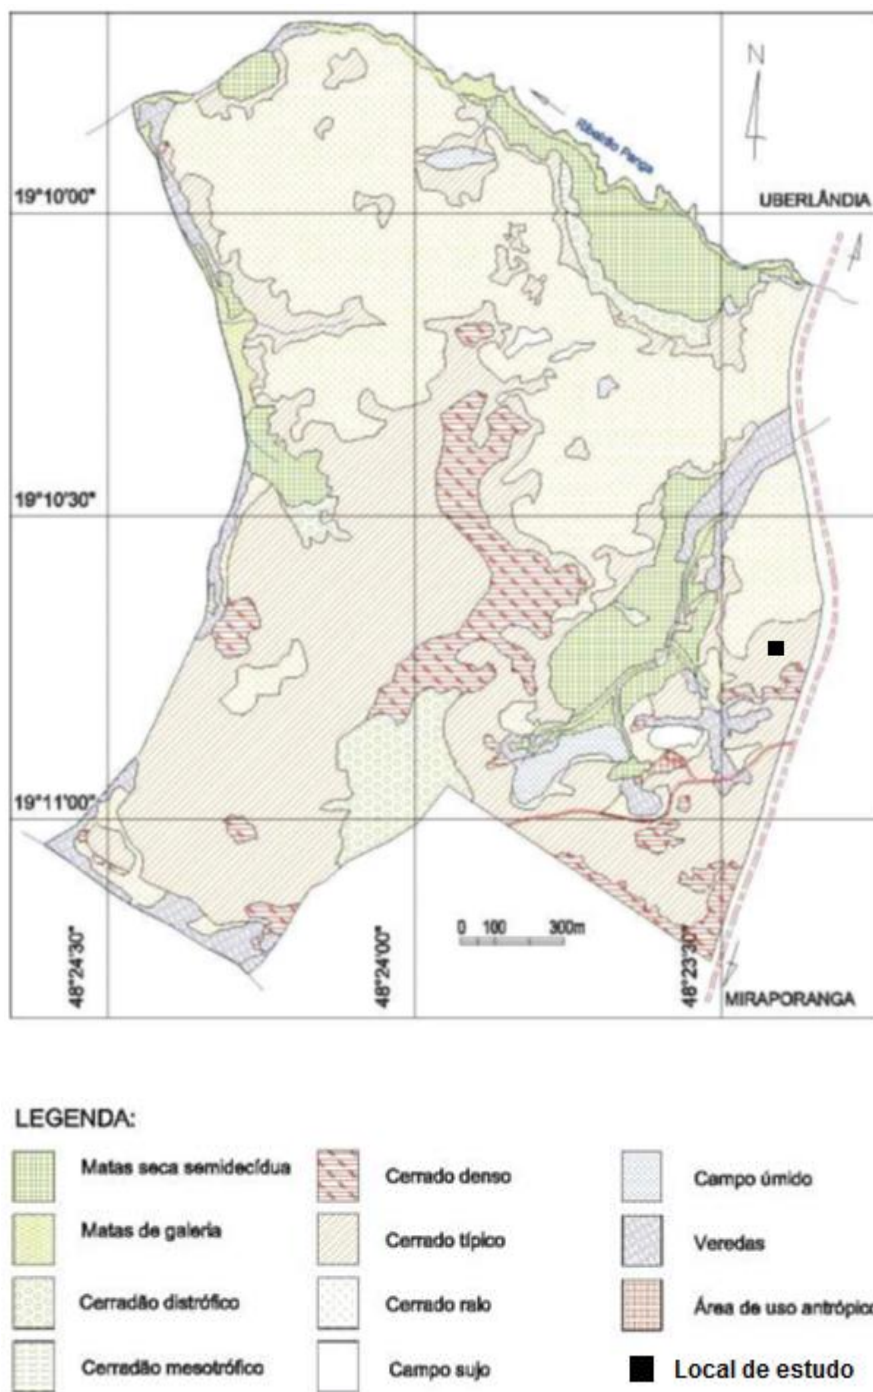 N
Ribeirão Panga
19°10'00"
UBERLÂNDIA
19°10'30"
19°11'00"
0 100 300m
48°24'30"
48°24'00"
48°23'30"
MIRAPORANGA
LEGENDA:
Matas seca semidecídua
Cerrado denso
Campo úmido
Matas de galeria
Cerrado típico
Veredas
Cerradão distrófico
Cerrado ralo
Área de uso antrópico
Cerradão mesotrófico
Campo sujo
Local de estudo